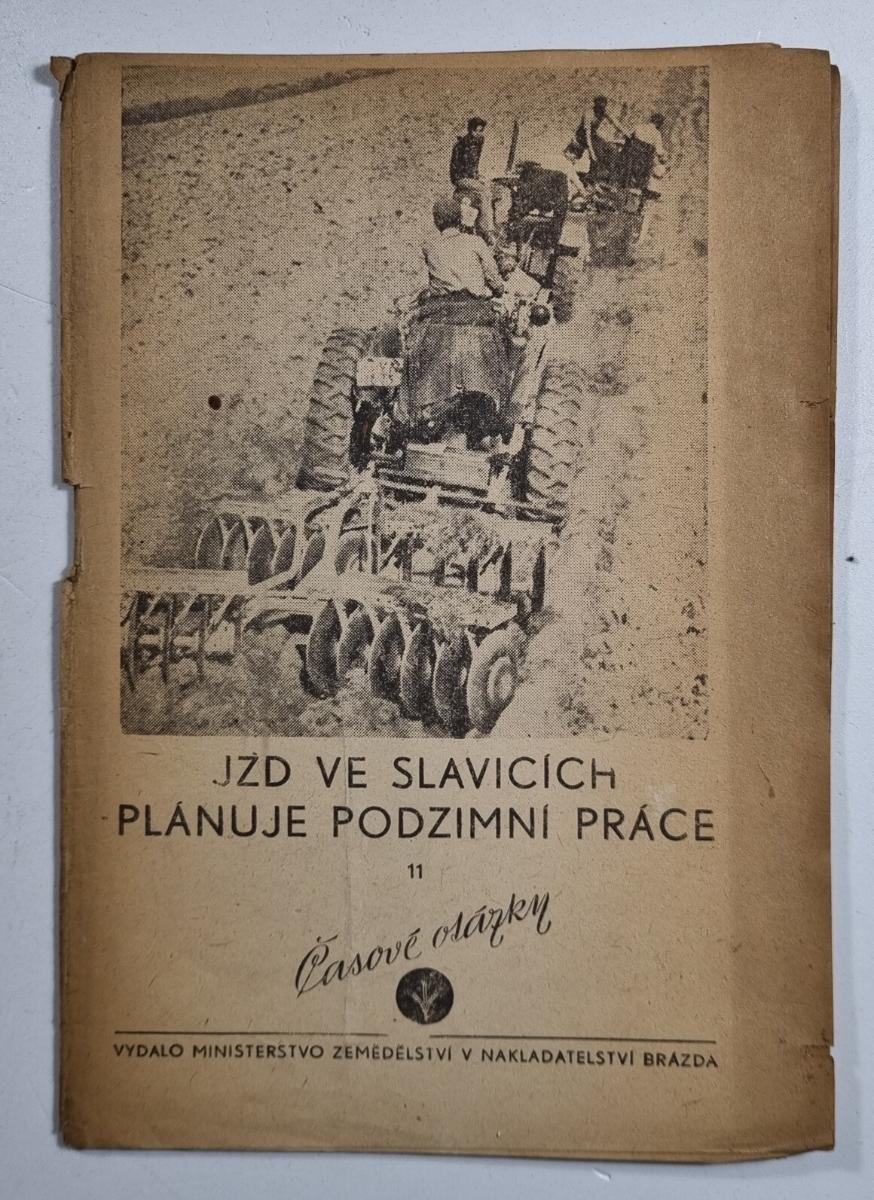 JZD VE SLAVICÍCH
PLÁNUJE PODZIMNÍ PRÁCE
11
Časové otázky
VYDALO MINISTERSTVO ZEMĚDĚLSTVÍ V NAKLADATELSTVÍ BRÁZDA